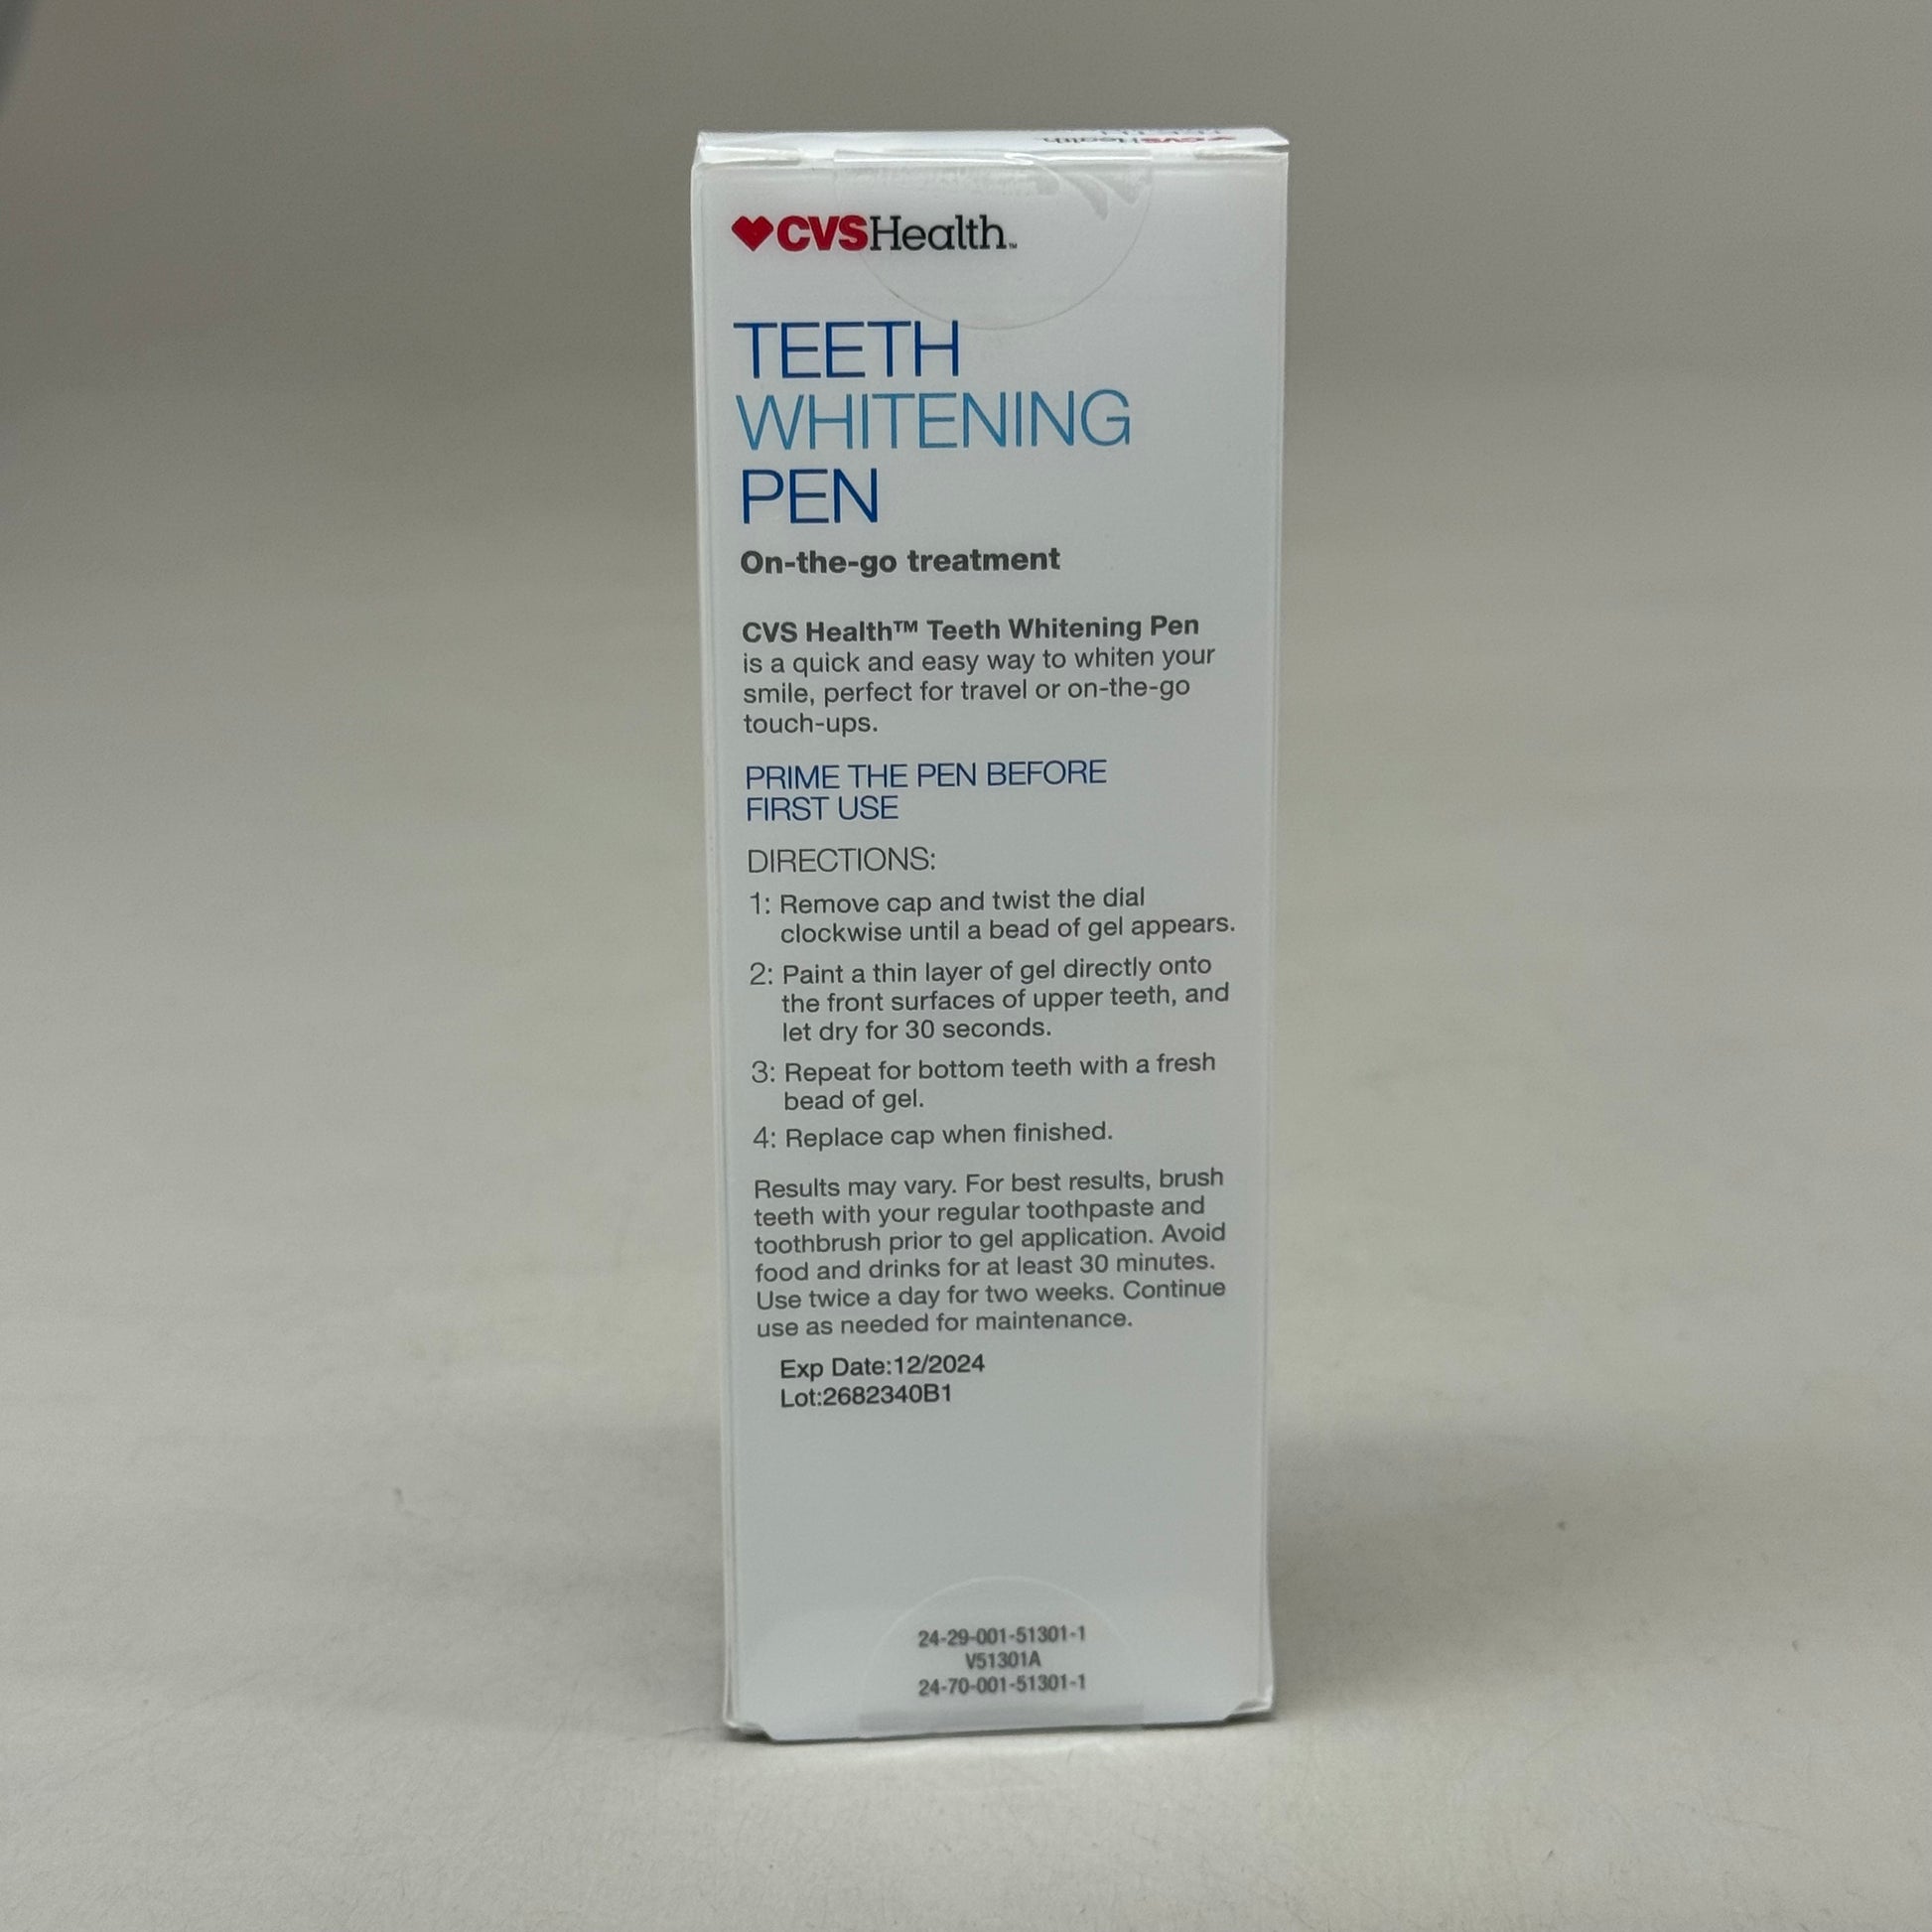 CVSHealth™
TEETH
WHITENING
PEN
On-the-go treatment
CVS Health™ Teeth Whitening Pen
is a quick and easy way to whiten your
smile, perfect for travel or on-the-go
touch-ups.
PRIME THE PEN BEFORE
FIRST USE
DIRECTIONS:
1: Remove cap and twist the dial
clockwise until a bead of gel appears.
2: Paint a thin layer of gel directly onto
the front surfaces of upper teeth, and
let dry for 30 seconds.
3: Repeat for bottom teeth with a fresh
bead of gel.
4: Replace cap when finished.
Results may vary. For best results, brush
teeth with your regular toothpaste and
toothbrush prior to gel application. Avoid
food and drinks for at least 30 minutes.
Use twice a day for two weeks. Continue
use as needed for maintenance.
Exp Date:12/2024
Lot:2682340B1
24-29-001-51301-1
V51301A
24-70-001-51301-1